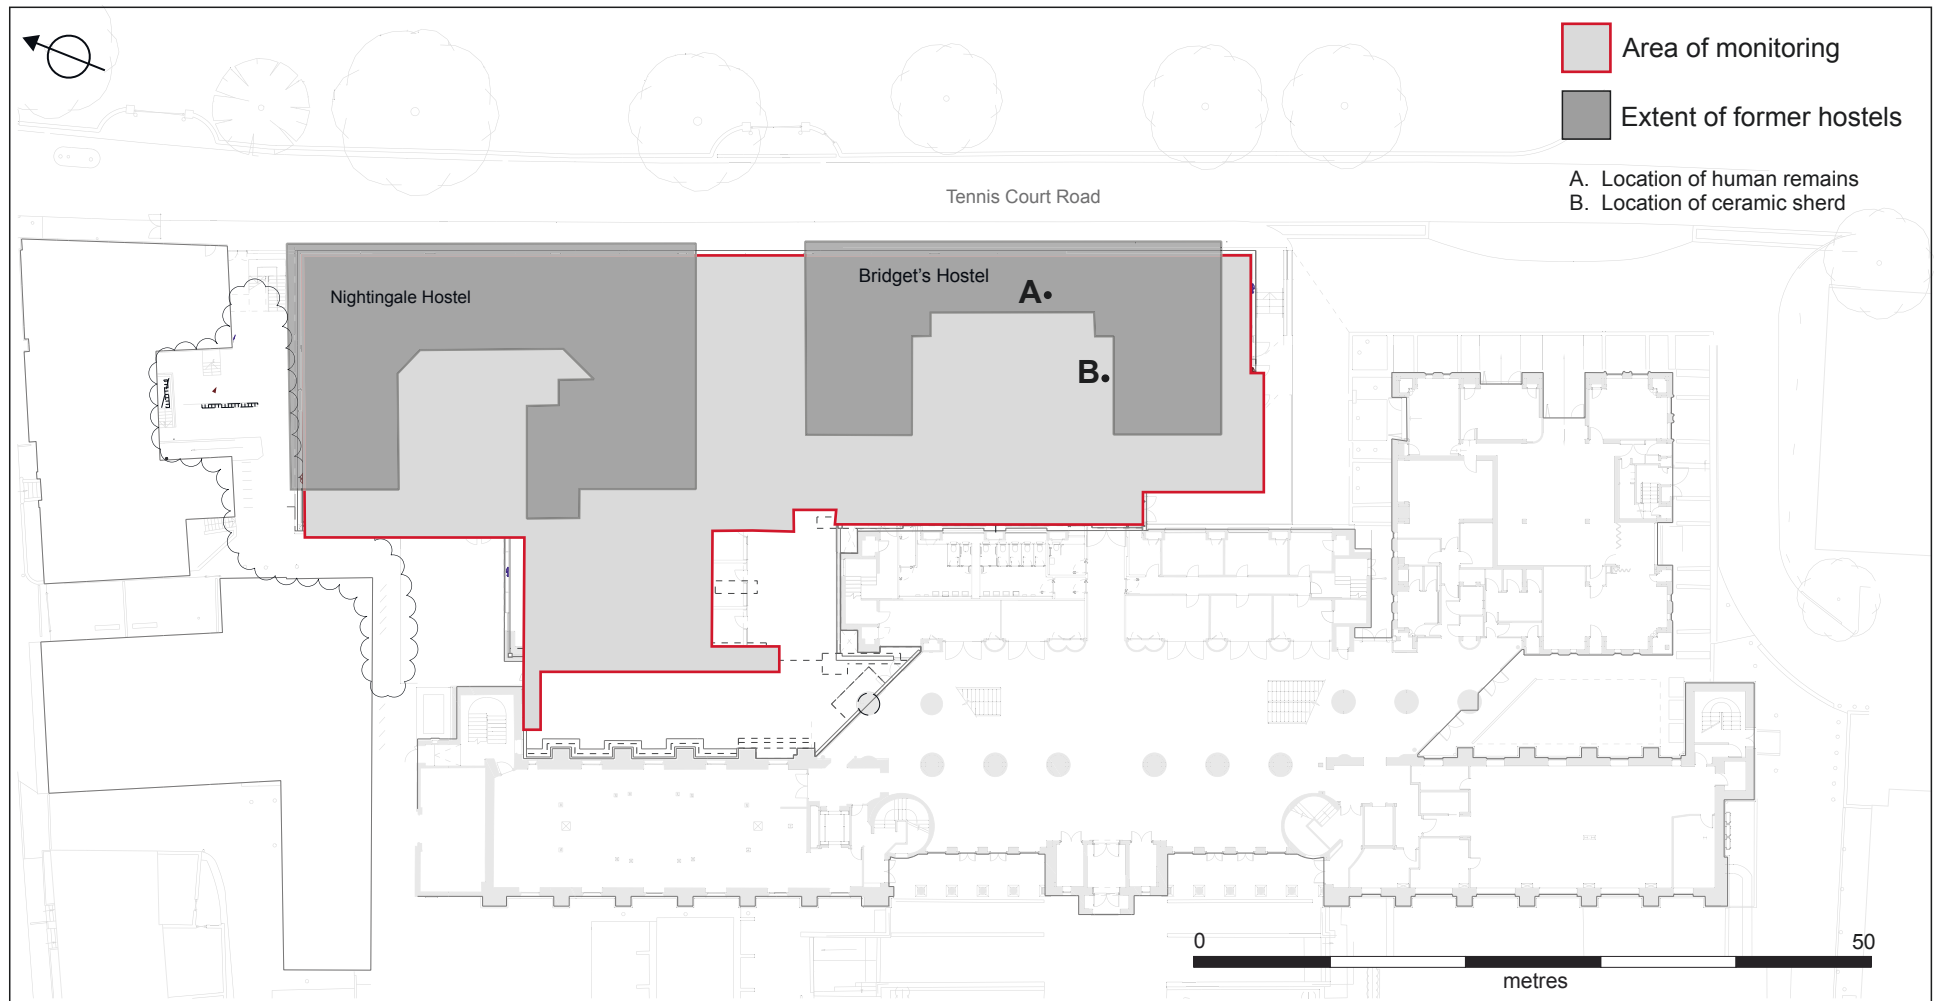 Area of monitoring
Extent of former hostels
A. Location of human remains
B. Location of ceramic sherd
Tennis Court Road
Nightingale Hostel
Bridget's Hostel
A
B
0
50
metres